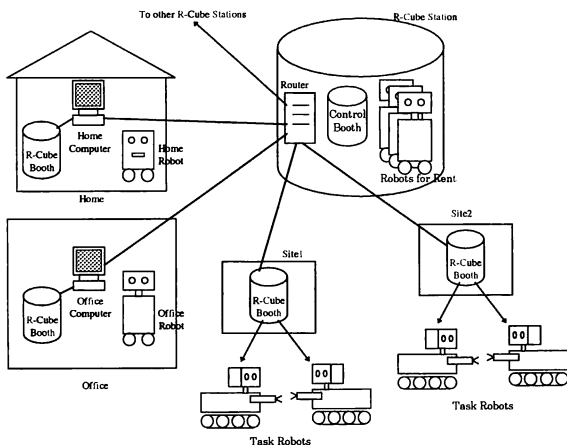 To other R-Cube Stations
R-Cube Station
Router
Control
Booth
Robots for Rent
R-Cube
Booth
Home
Computer
Home
Robot
Home
R-Cube
Booth
Office
Computer
Office
Robot
Office
Site1
R-Cube
Booth
Task Robots
Site2
R-Cube
Booth
Task Robots